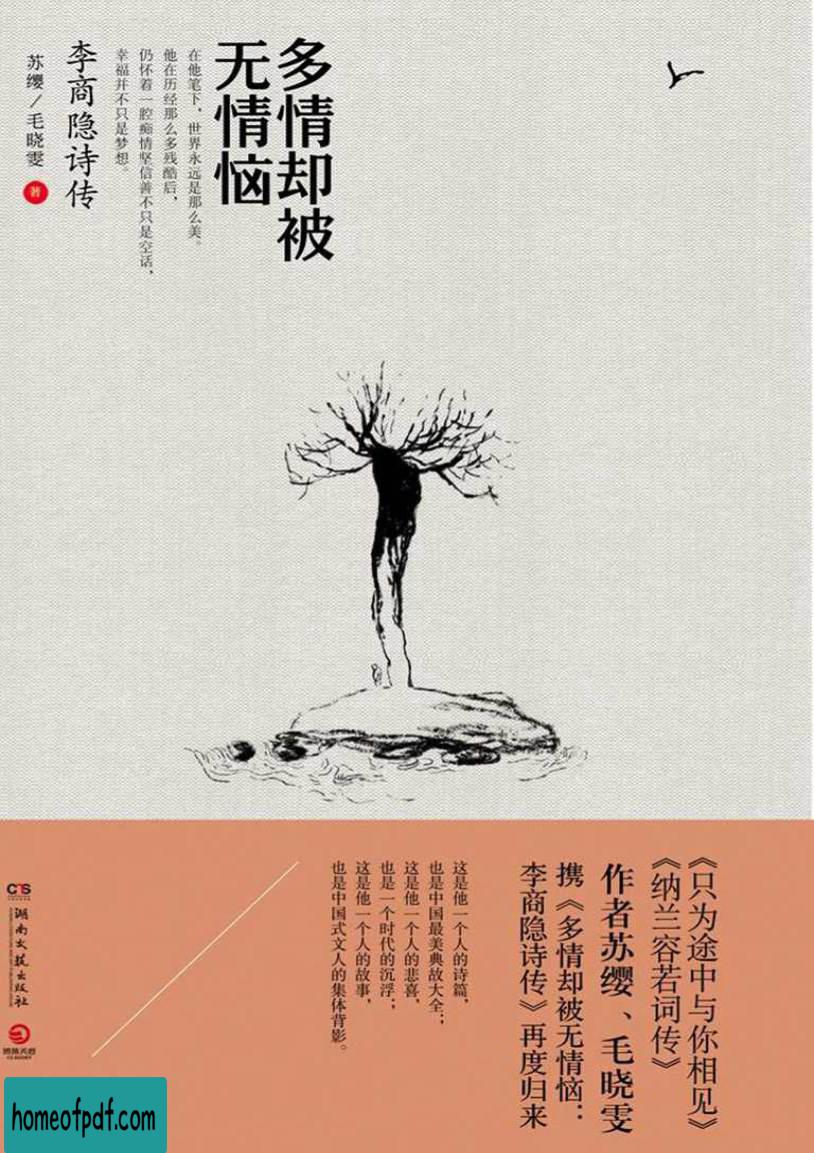 多情却被
无情恼
在他笔下，世界永远是那么美。
他在历经那么多残酷后，
仍怀着一腔痴情坚信善不只是空话，
幸福并不只是梦想。
李商隐诗传
苏缨／毛晓雯
著
《只为途中与你相见》
《纳兰容若词传》
作者苏缨、毛晓雯
携《多情却被无情恼：
李商隐诗传》再度归来
这是他一个人的诗篇，
也是中国最美典故大全；
这是他一个人的悲喜，
也是一个时代的沉浮；
这是他一个人的故事，
也是中国式文人的集体背影。
湖南文艺出版社
博集天卷
CS-BOOKY
homeofpdf.com